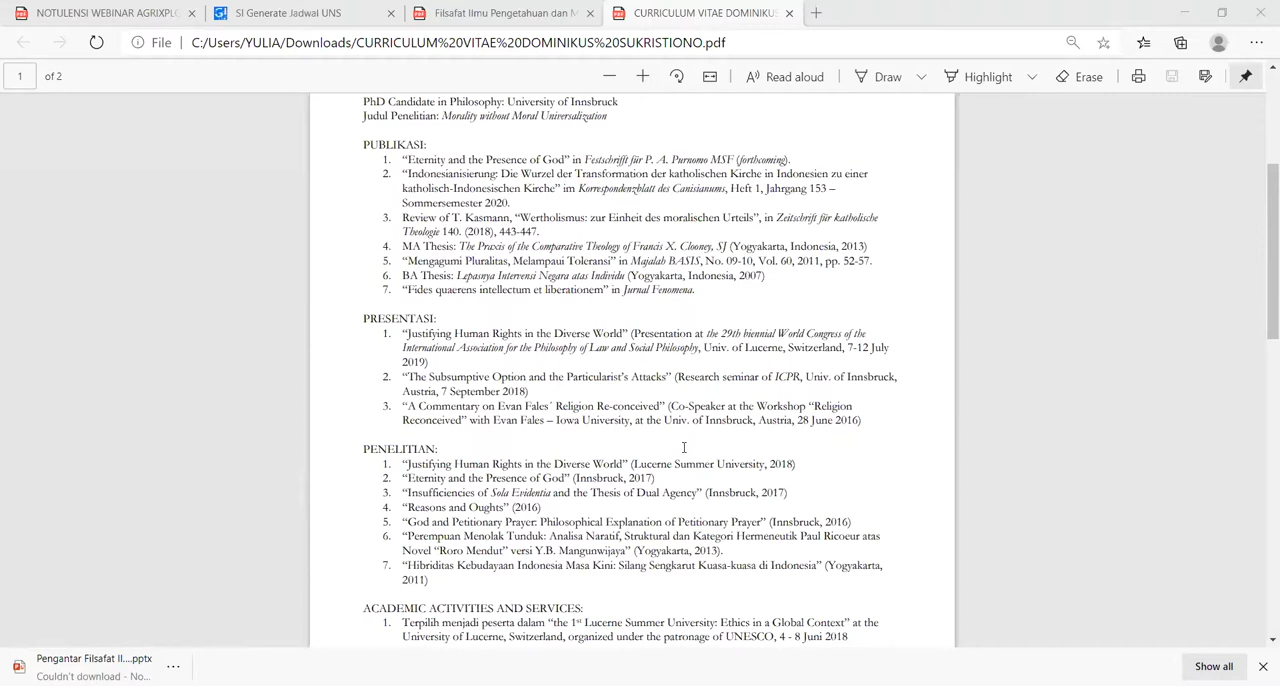 NOTULENSI WEBINAR AGRIXPLO
SI Generate Jadwal UNS
Filsafat Ilmu Pengetahuan dan M
CURRICULUM VITAE DOMINIKUS
File
C:/Users/YULIA/Downloads/CURRICULUM%20VITAE%20DOMINIKUS%20SUKRISTIONO.pdf
1 of 2
Read aloud
Draw
Highlight
Erase
PhD Candidate in Philosophy: University of Innsbruck
Judul Penelitian: Morality without Moral Universalization
PUBLIKASI:
1. “Eternity and the Presence of God” in Festschrifft für P. A. Purnomo MSF (forthcoming).
2. “Indonesianisierung: Die Wurzel der Transformation der katholischen Kirche in Indonesien zu einer
katholisch-Indonesischen Kirche” im Korrespondenzblatt des Canisianums, Heft 1, Jahrgang 153 –
Sommersemester 2020.
3. Review of T. Kasmann, “Wertholismus: zur Einheit des moralischen Urteils”, in Zeitschrift für katholische
Theologie 140. (2018), 443-447.
4. MA Thesis: The Praxis of the Comparative Theology of Francis X. Clooney, SJ (Yogyakarta, Indonesia, 2013)
5. “Mengagumi Pluralitas, Melampaui Toleransi” in Majalah BASIS, No. 09-10, Vol. 60, 2011, pp. 52-57.
6. BA Thesis: Lepasnya Intervensi Negara atas Individu (Yogyakarta, Indonesia, 2007)
7. “Fides quaerens intellectum et liberationem” in Jurnal Fenomena.
PRESENTASI:
1. “Justifying Human Rights in the Diverse World” (Presentation at the 29th biennial World Congress of the
International Association for the Philosophy of Law and Social Philosophy, Univ. of Lucerne, Switzerland, 7-12 July
2019)
2. “The Subsumptive Option and the Particularist’s Attacks” (Research seminar of ICPR, Univ. of Innsbruck,
Austria, 7 September 2018)
3. “A Commentary on Evan Fales´ Religion Re-conceived” (Co-Speaker at the Workshop “Religion
Reconceived” with Evan Fales – Iowa University, at the Univ. of Innsbruck, Austria, 28 June 2016)
PENELITIAN:
1. “Justifying Human Rights in the Diverse World” (Lucerne Summer University, 2018)
2. “Eternity and the Presence of God” (Innsbruck, 2017)
3. “Insufficiencies of Sola Evidentia and the Thesis of Dual Agency” (Innsbruck, 2017)
4. “Reasons and Oughts” (2016)
5. “God and Petitionary Prayer: Philosophical Explanation of Petitionary Prayer” (Innsbruck, 2016)
6. “Perempuan Menolak Tunduk: Analisa Naratif, Struktural dan Kategori Hermeneutik Paul Ricoeur atas
Novel “Roro Mendut” versi Y.B. Mangunwijaya” (Yogyakarta, 2013).
7. “Hibriditas Kebudayaan Indonesia Masa Kini: Silang Sengkarut Kuasa-kuasa di Indonesia” (Yogyakarta,
2011)
ACADEMIC ACTIVITIES AND SERVICES:
1. Terpilih menjadi peserta dalam “the 1st Lucerne Summer University: Ethics in a Global Context” at the
University of Lucerne, Switzerland, organized under the patronage of UNESCO, 4 - 8 Juni 2018
Pengantar Filsafat Il....pptx
Couldn't download - No...
Show all